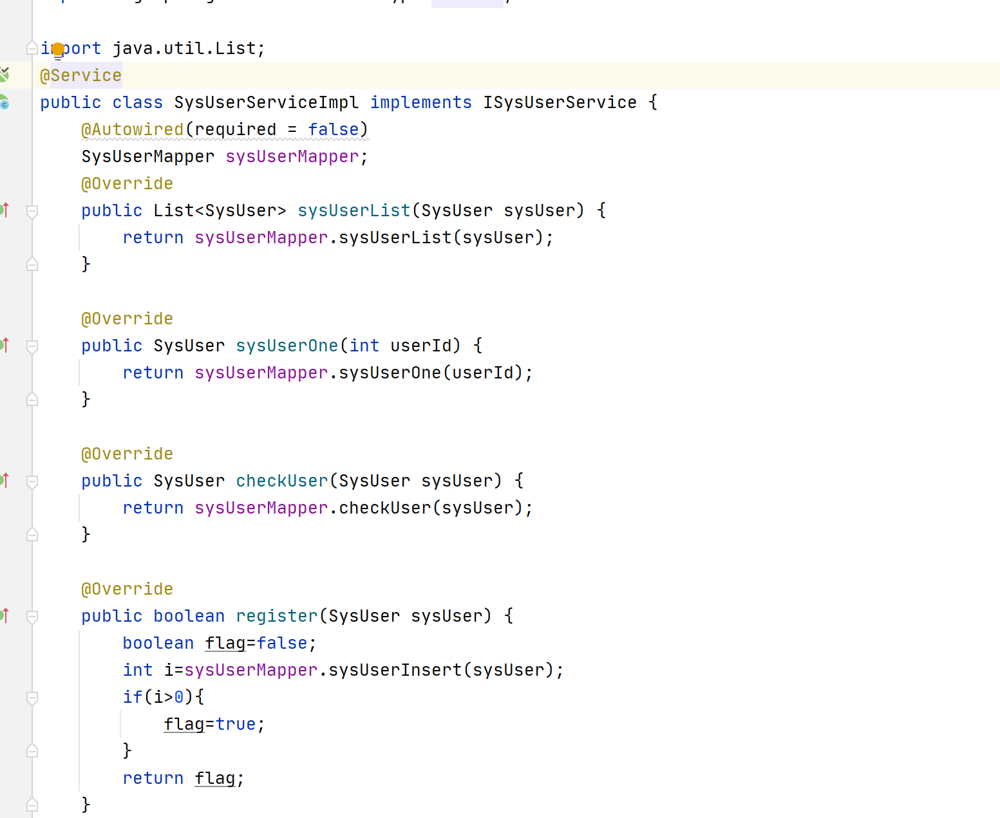 import java.util.List;
@Service
public class SysUserServiceImpl implements ISysUserService {
    @Autowired(required = false)
    SysUserMapper sysUserMapper;
    @Override
    public List<SysUser> sysUserList(SysUser sysUser) {
        return sysUserMapper.sysUserList(sysUser);
    }

    @Override
    public SysUser sysUserOne(int userId) {
        return sysUserMapper.sysUserOne(userId);
    }

    @Override
    public SysUser checkUser(SysUser sysUser) {
        return sysUserMapper.checkUser(sysUser);
    }

    @Override
    public boolean register(SysUser sysUser) {
        boolean flag=false;
        int i=sysUserMapper.sysUserInsert(sysUser);
        if(i>0){
            flag=true;
        }
        return flag;
    }